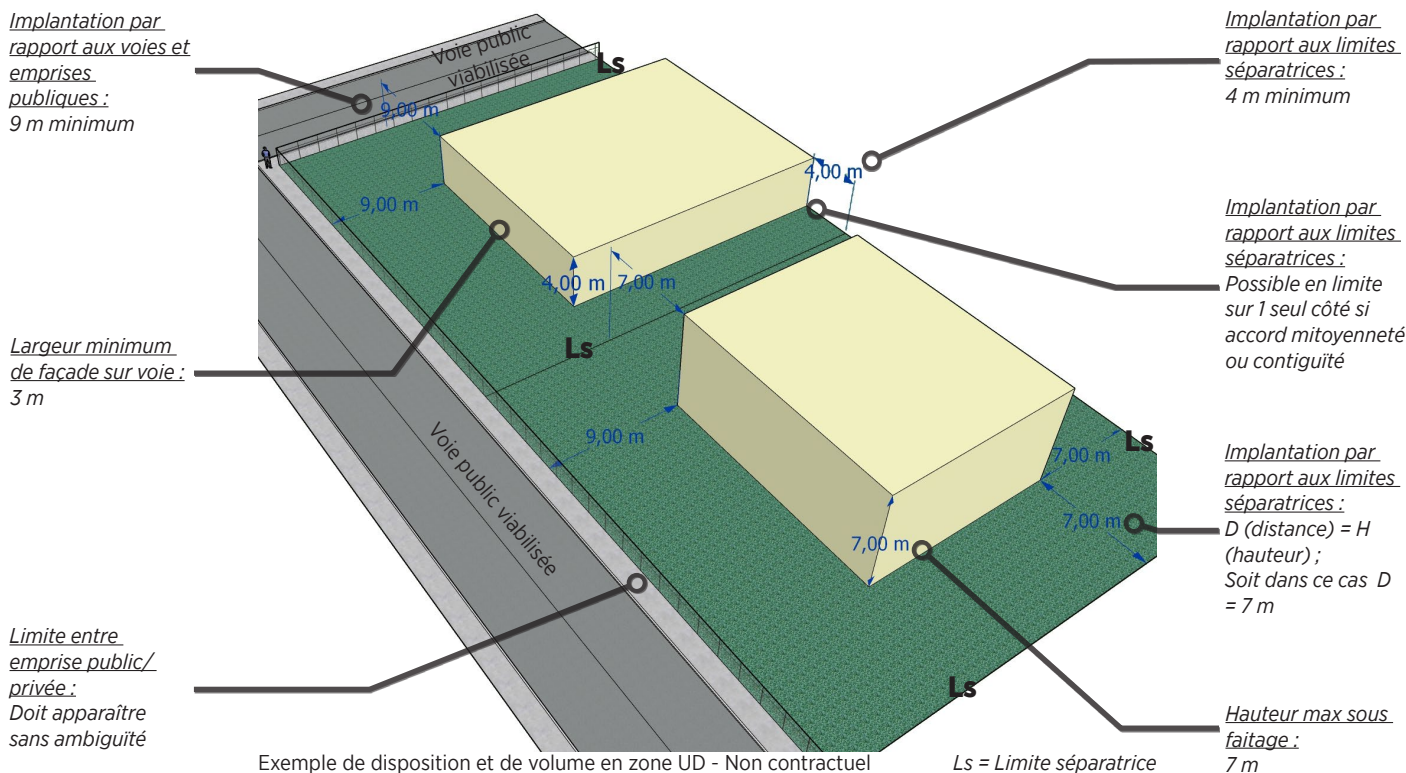 Implantation par
rapport aux voies et
emprises
publiques :
9 m minimum
Largeur minimum
de façade sur voie :
3 m
Limite entre
emprise public/
privée :
Doit apparaître
sans ambiguïté
Voie public
viabilisée
Ls
9,00 m
9,00 m
4,00 m
4,00 m
7,00 m
Ls
9,00 m
Voie public viabilisée
7,00 m
Ls
7,00 m
7,00 m
Ls
Implantation par
rapport aux limites
séparatrices :
4 m minimum
Implantation par
rapport aux limites
séparatrices :
Possible en limite
sur 1 seul côté si
accord mitoyenneté
ou contiguïté
Implantation par
rapport aux limites
séparatrices :
D (distance) = H
(hauteur) ;
Soit dans ce cas D
= 7 m
Hauteur max sous
faitage :
7 m
Exemple de disposition et de volume en zone UD - Non contractuel
Ls = Limite séparatrice